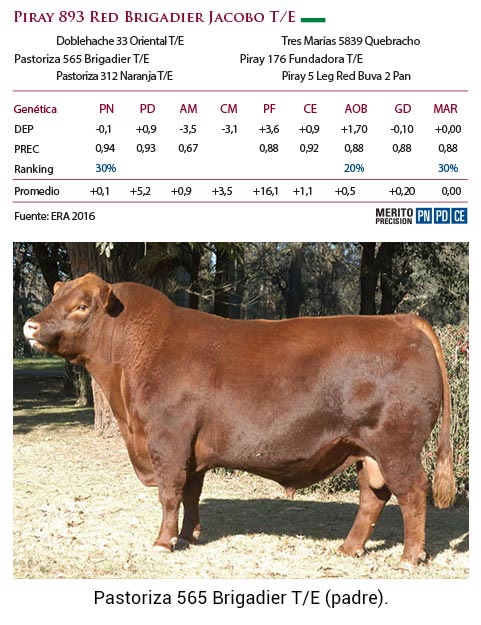 Piray 893 Red Brigadier Jacobo T/E
Doblehache 33 Oriental T/E Tres Marías 5839 Quebracho
Pastoriza 565 Brigadier T/E Piray 176 Fundadora T/E
Pastoriza 312 Naranja T/E Piray 5 Leg Red Buva 2 Pan
Genética PN PD AM CM PF CE AOB GD MAR
DEP -0,1 +0,9 -3,5 -3,1 +3,6 +0,9 +1,70 -0,10 +0,00
PREC 0,94 0,93 0,67 0,88 0,92 0,88 0,88 0,88
Ranking 30% 20% 30%
Promedio +0,1 +5,2 +0,9 +3,5 +16,1 +1,1 +0,5 +0,20 0,00
Fuente: ERA 2016 MERITO PN PD CE
PRECISION
Pastoriza 565 Brigadier T/E (padre).